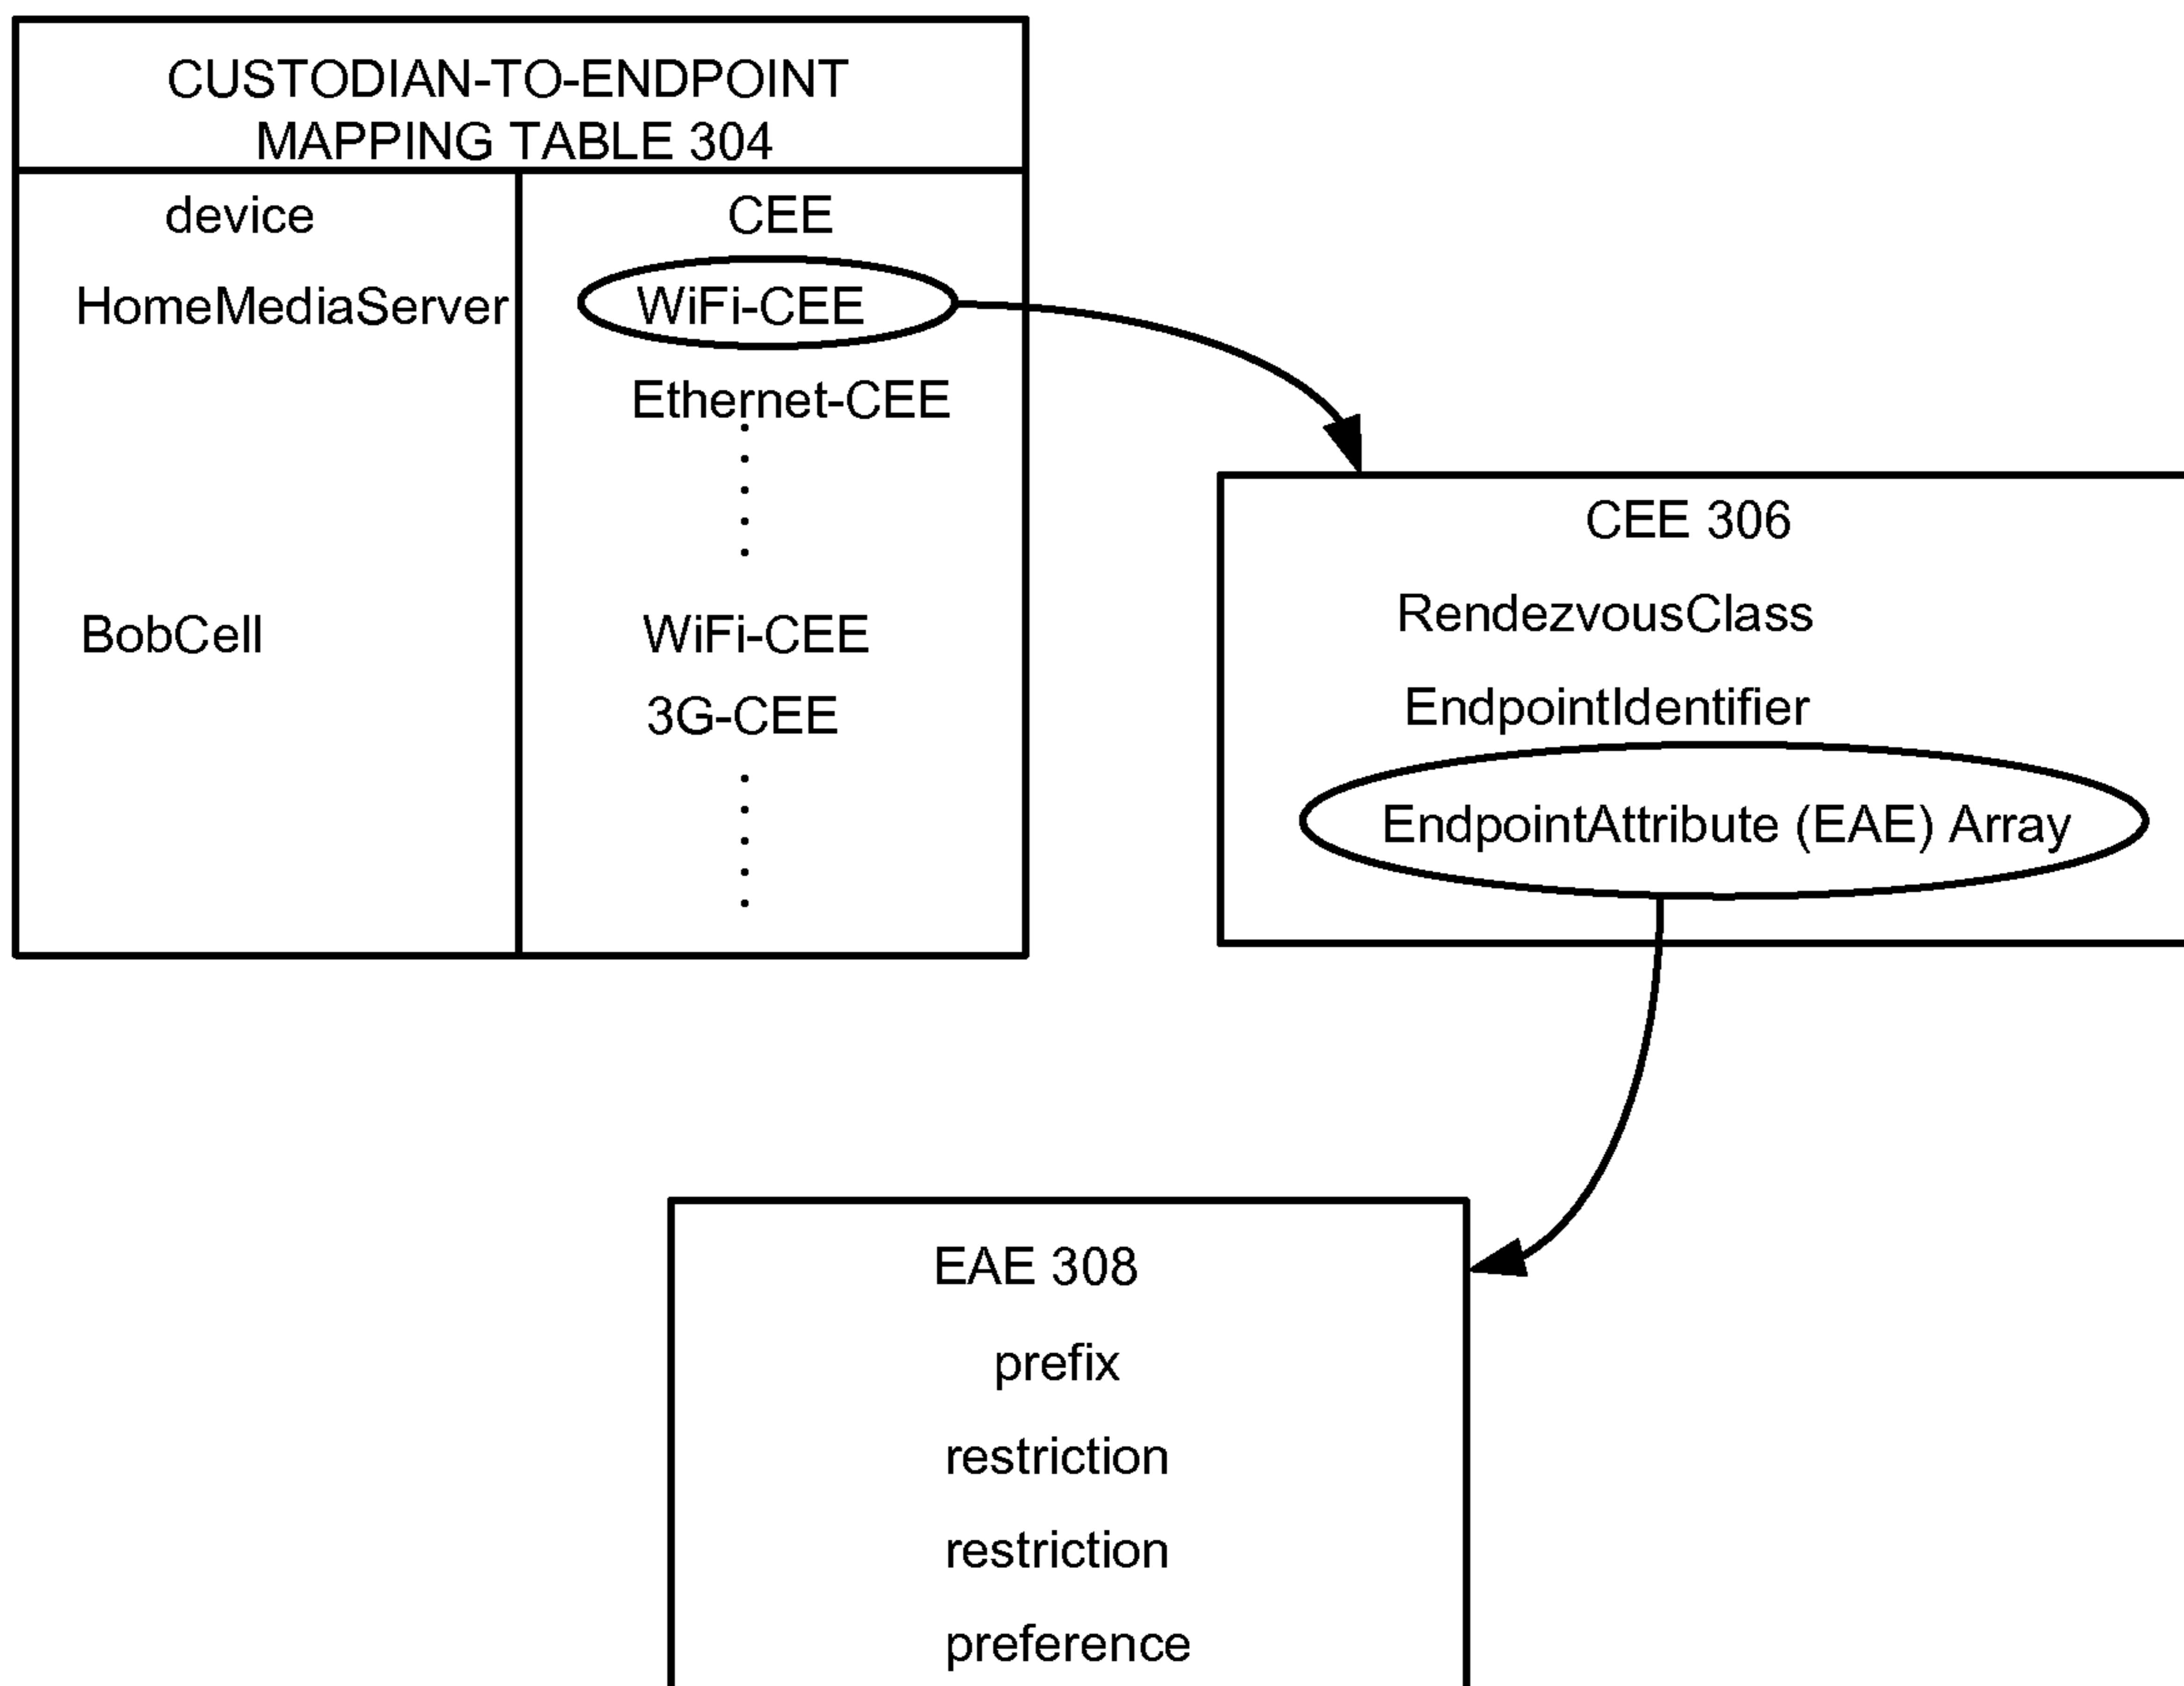 CUSTODIAN-TO-ENDPOINT
MAPPING TABLE 304
device CEE
HomeMediaServer WiFi-CEE
Ethernet-CEE
BobCell WiFi-CEE
3G-CEE
CEE 306
RendezvousClass
EndpointIdentifier
EndpointAttribute (EAE) Array
EAE 308
prefix
restriction
restriction
preference